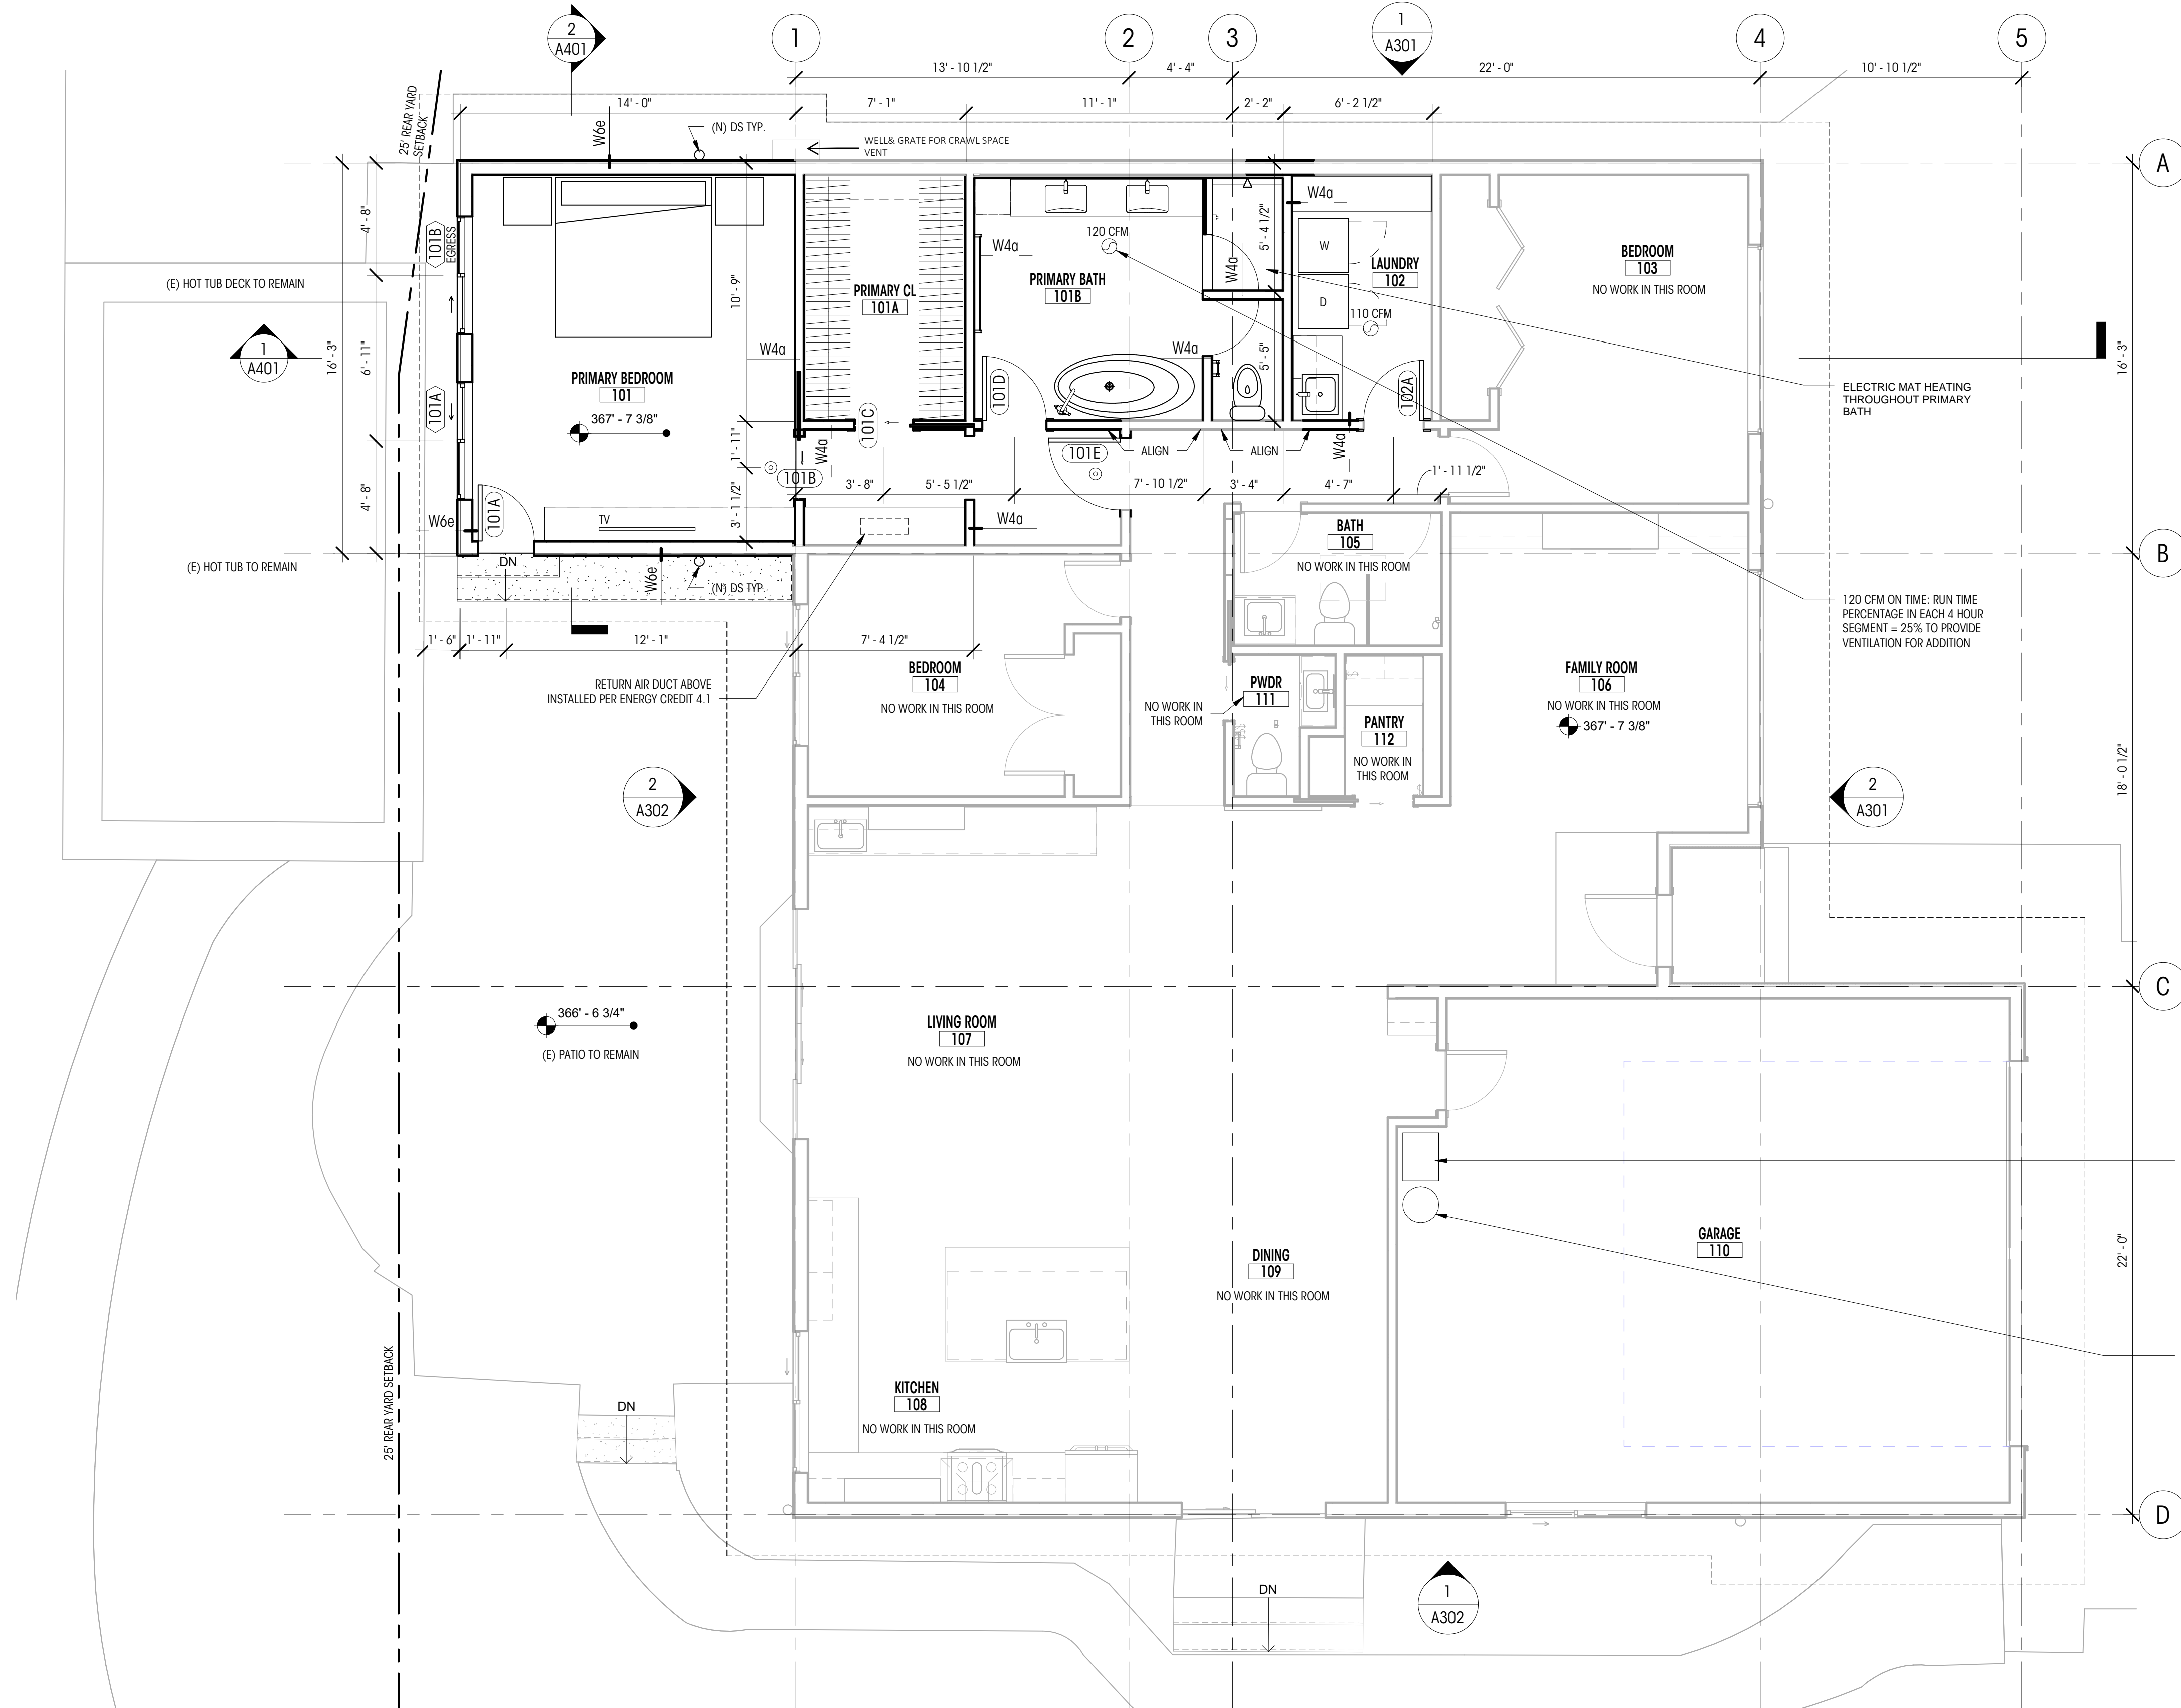 2
A401
1
2
3
1
A301
4
5
13' - 10 1/2"
4' - 4"
22' - 0"
10' - 10 1/2"
14' - 0"
7' - 1"
11' - 1"
2' - 2"
6' - 2 1/2"
25' REAR YARD
SETBACK
W6e
(N) DS TYP.
WELL& GRATE FOR CRAWL SPACE
VENT
A
4' - 8"
6' - 11"
4' - 8"
16' - 3"
101B
EGRESS
101A
10' - 9"
1' - 11"
3' - 1 1/2"
W4a
PRIMARY BEDROOM
101
367' - 7 3/8"
PRIMARY CL
101A
W4a
PRIMARY BATH
101B
120 CFM
W4a
W4a
5' - 4 1/2"
5' - 5"
W4a
W
D
LAUNDRY
102
110 CFM
BEDROOM
103
NO WORK IN THIS ROOM
(E) HOT TUB DECK TO REMAIN
1
A401
16' - 3"
ELECTRIC MAT HEATING
THROUGHOUT PRIMARY
BATH
101C
101D
102A
101B
W4a
101E
ALIGN
ALIGN
W4a
1' - 11 1/2"
3' - 8"
5' - 5 1/2"
7' - 10 1/2"
3' - 4"
4' - 7"
W6e
101A
TV
W4a
BATH
105
NO WORK IN THIS ROOM
B
(E) HOT TUB TO REMAIN
DN
W6e
(N) DS TYP.
120 CFM ON TIME: RUN TIME
PERCENTAGE IN EACH 4 HOUR
SEGMENT = 25% TO PROVIDE
VENTILATION FOR ADDITION
1' - 6"
1' - 11"
12' - 1"
7' - 4 1/2"
RETURN AIR DUCT ABOVE
INSTALLED PER ENERGY CREDIT 4.1
BEDROOM
104
NO WORK IN THIS ROOM
NO WORK IN
THIS ROOM
PWDR
111
PANTRY
112
NO WORK IN
THIS ROOM
FAMILY ROOM
106
NO WORK IN THIS ROOM
367' - 7 3/8"
18' - 0 1/2"
2
A302
2
A301
C
366' - 6 3/4"
(E) PATIO TO REMAIN
LIVING ROOM
107
NO WORK IN THIS ROOM
GARAGE
110
22' - 0"
DINING
109
NO WORK IN THIS ROOM
KITCHEN
108
NO WORK IN THIS ROOM
25' REAR YARD SETBACK
DN
D
DN
1
A302